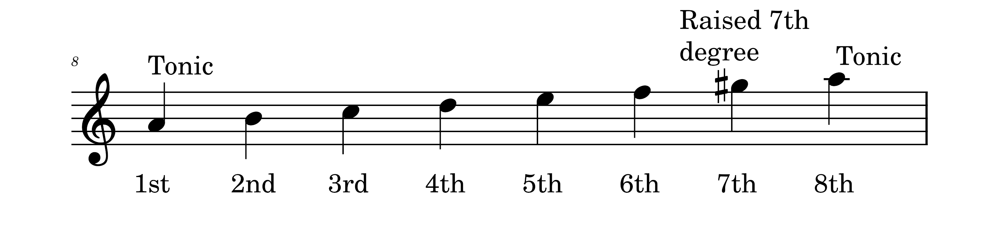 Raised 7th
degree
8
Tonic
Tonic
1st 2nd 3rd 4th 5th 6th 7th 8th